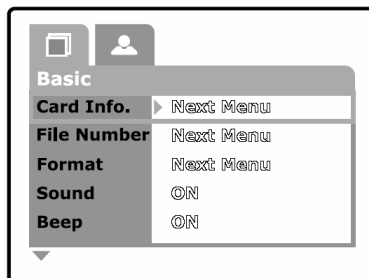 Basic
Card Info. Next Menu
File Number Next Menu
Format Next Menu
Sound ON
Beep ON